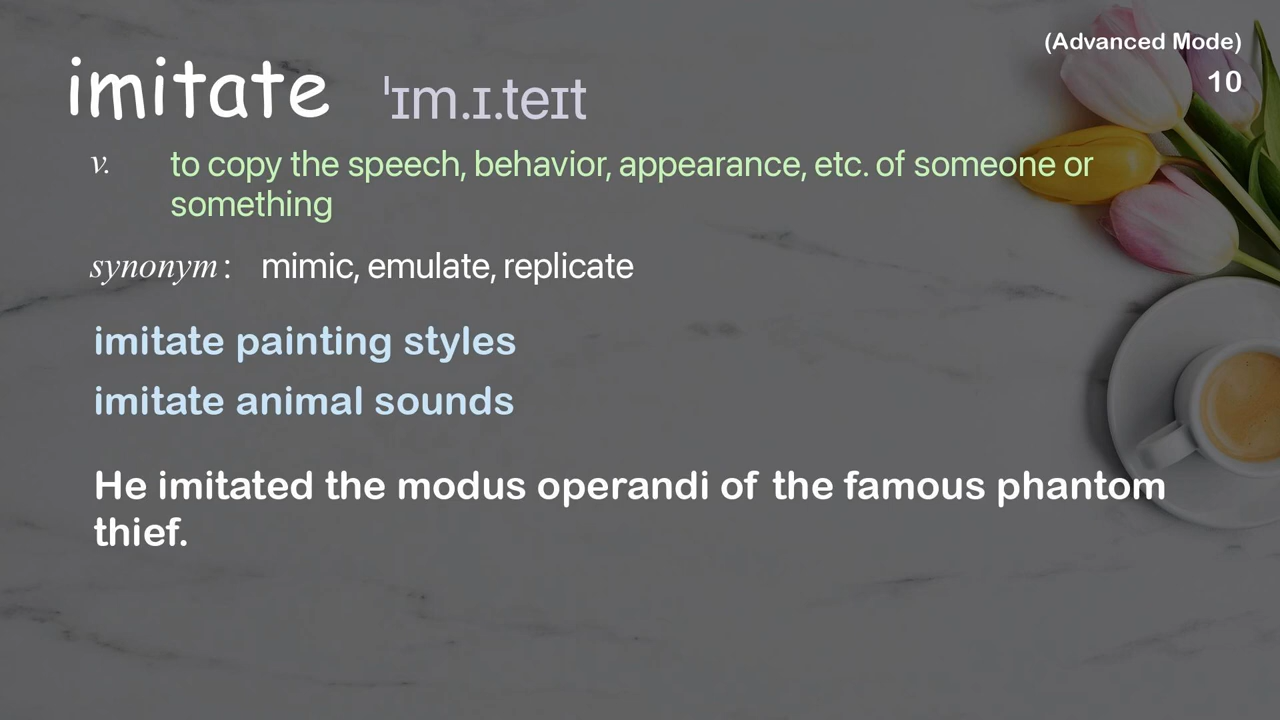 (Advanced Mode)
10
imitate ˈɪm.ɪ.teɪt
v. to copy the speech, behavior, appearance, etc. of someone or
something
synonym : mimic, emulate, replicate
imitate painting styles
imitate animal sounds
He imitated the modus operandi of the famous phantom
thief.